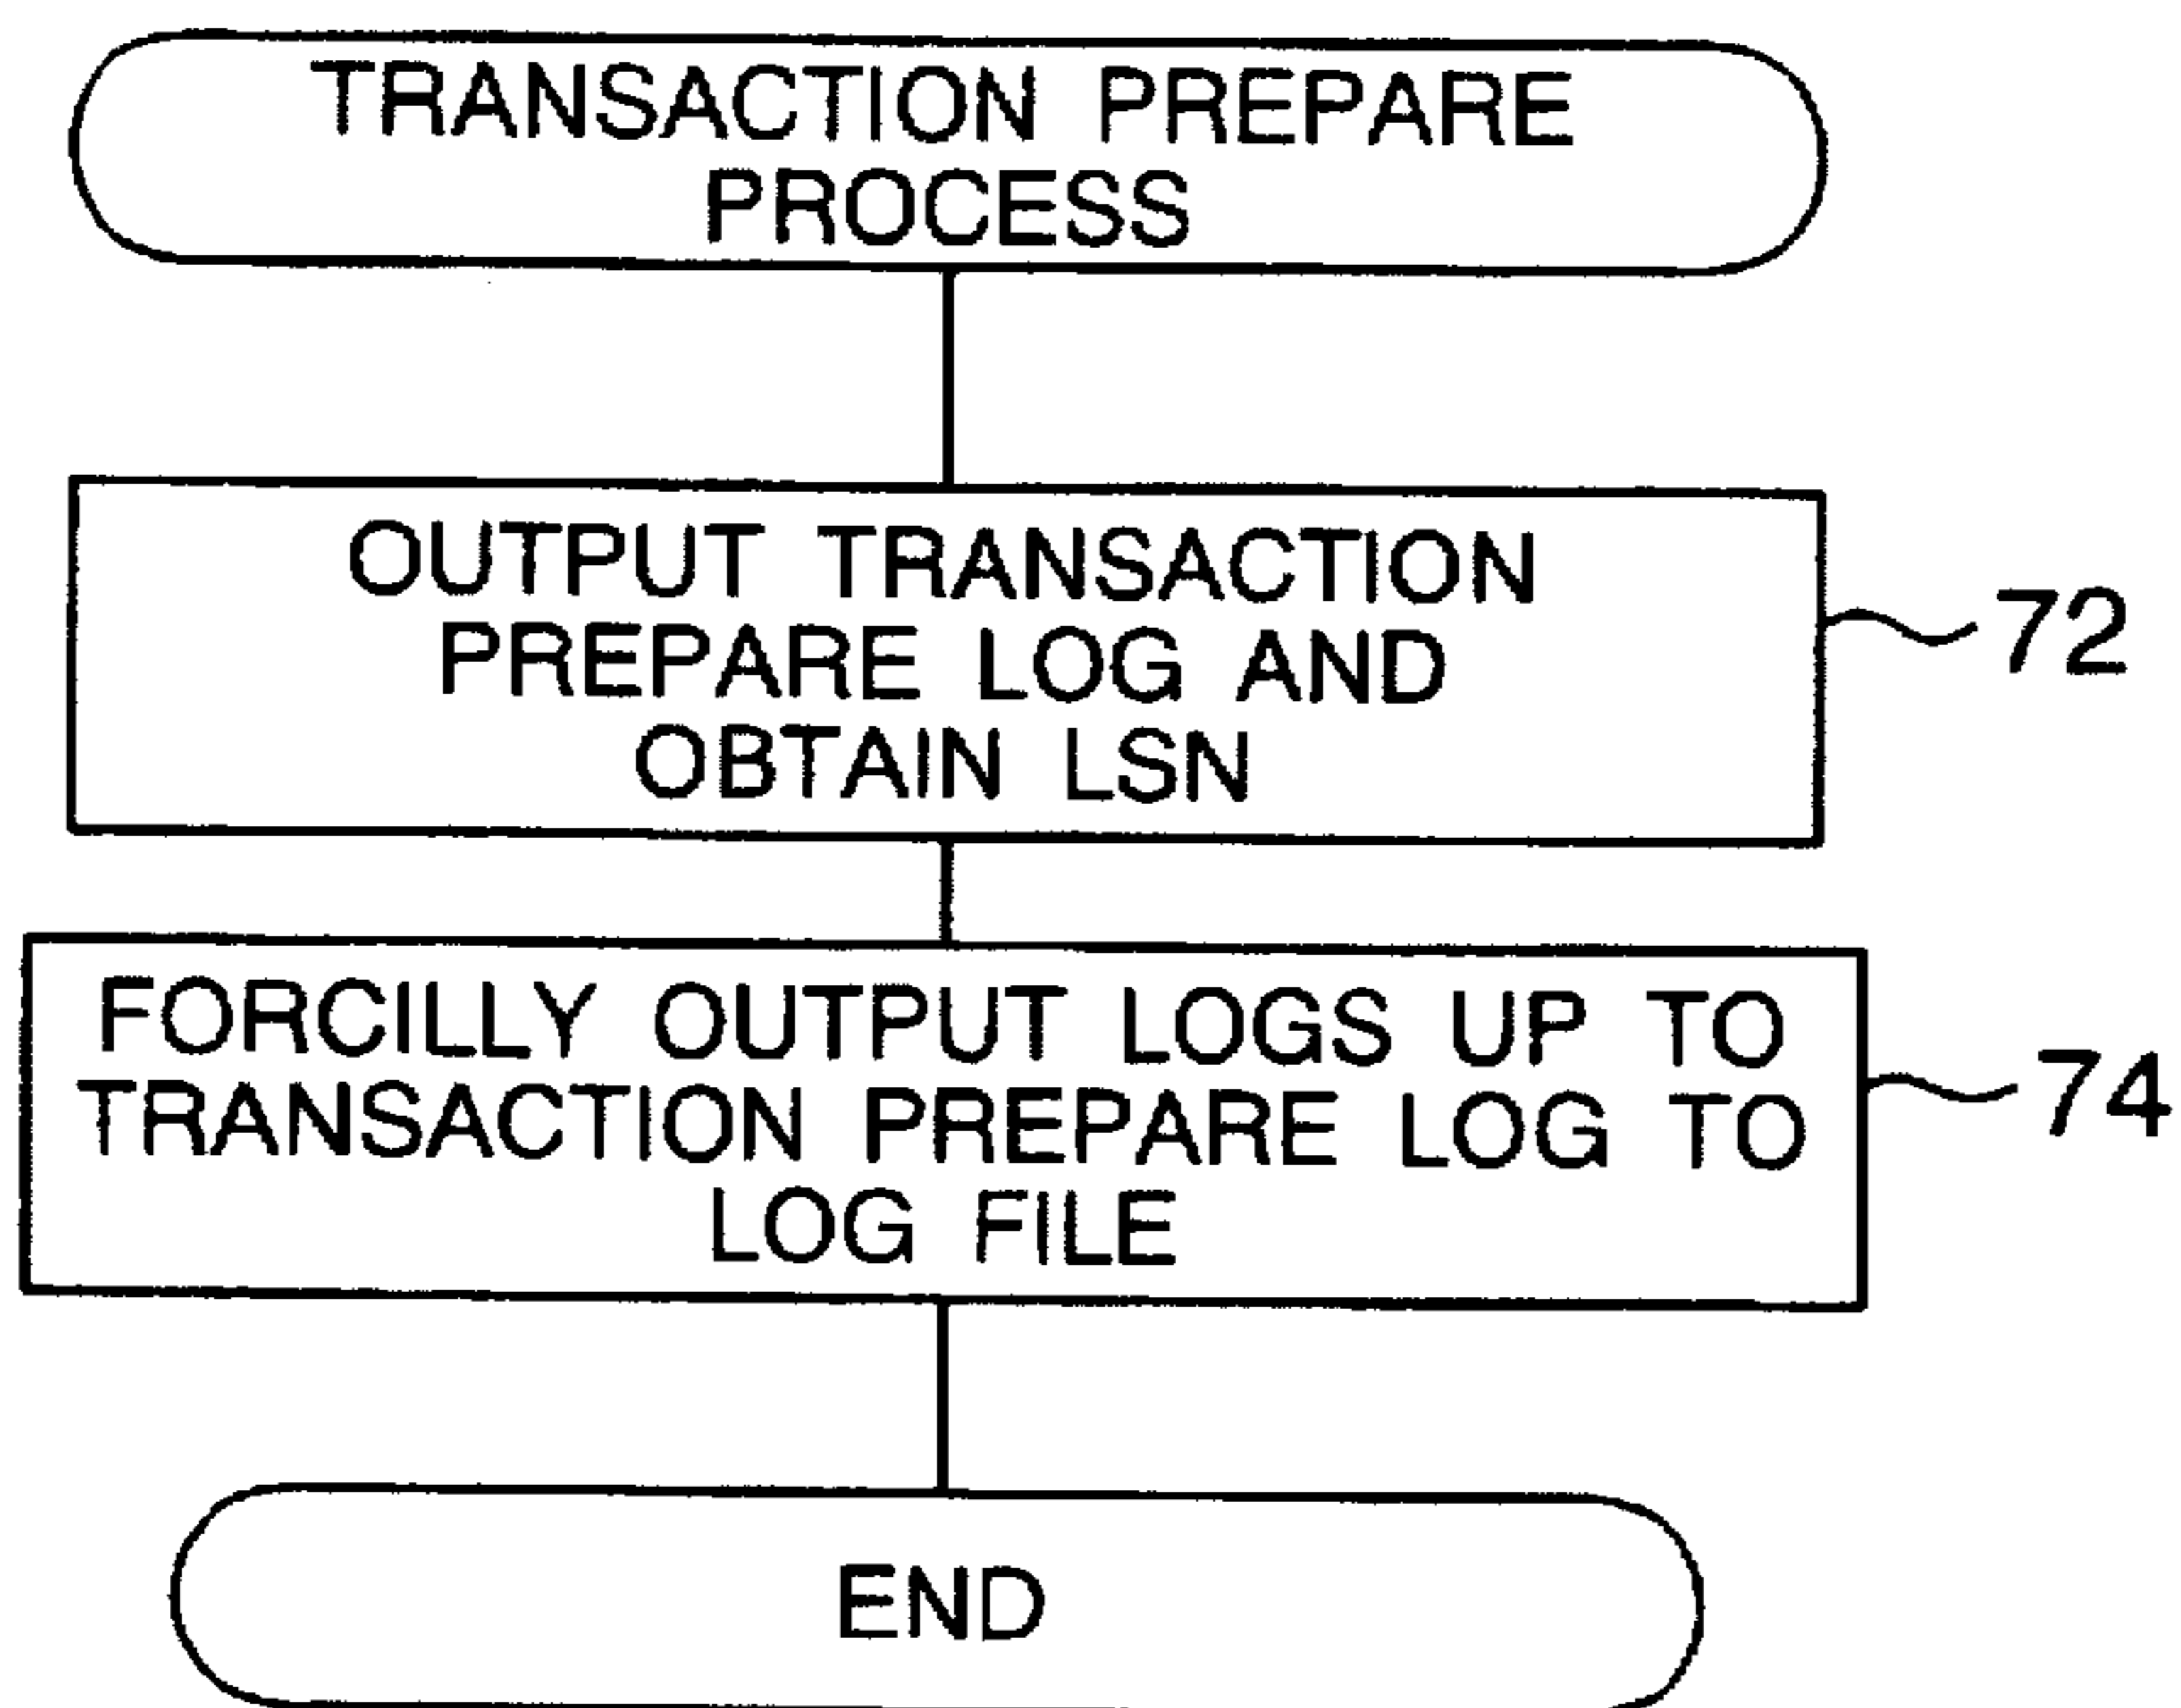 TRANSACTION PREPARE
PROCESS
OUTPUT TRANSACTION
PREPARE LOG AND
OBTAIN LSN
72
FORCILLY OUTPUT LOGS UP TO
TRANSACTION PREPARE LOG TO
LOG FILE
74
END